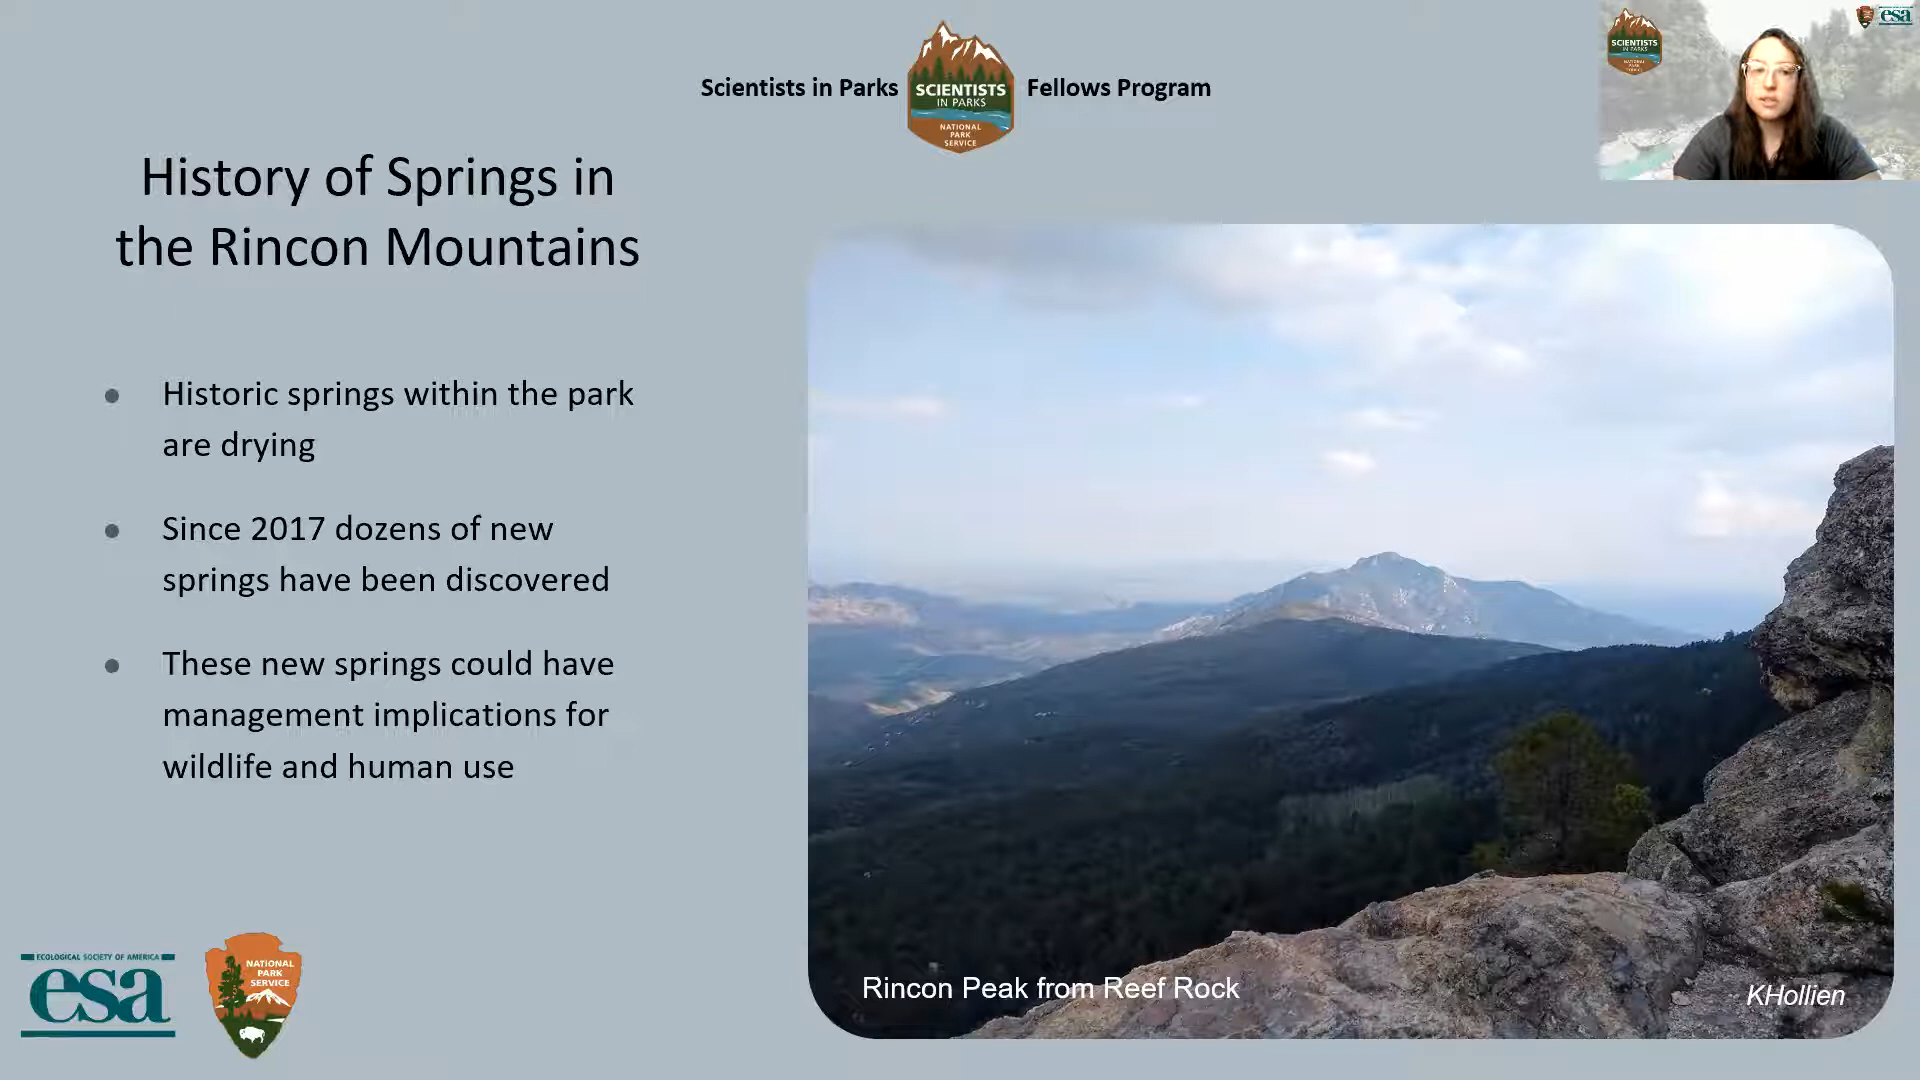 Scientists in Parks
SCIENTISTS
IN PARKS
NATIONAL
PARK
SERVICE
Fellows Program
SCIENTISTS
IN PARKS
esa
History of Springs in
the Rincon Mountains
Historic springs within the park
are drying
Since 2017 dozens of new
springs have been discovered
These new springs could have
management implications for
wildlife and human use
Rincon Peak from Reef Rock
KHollien
ECOLOGICAL SOCIETY OF AMERICA
esa
NATIONAL
PARK
SERVICE